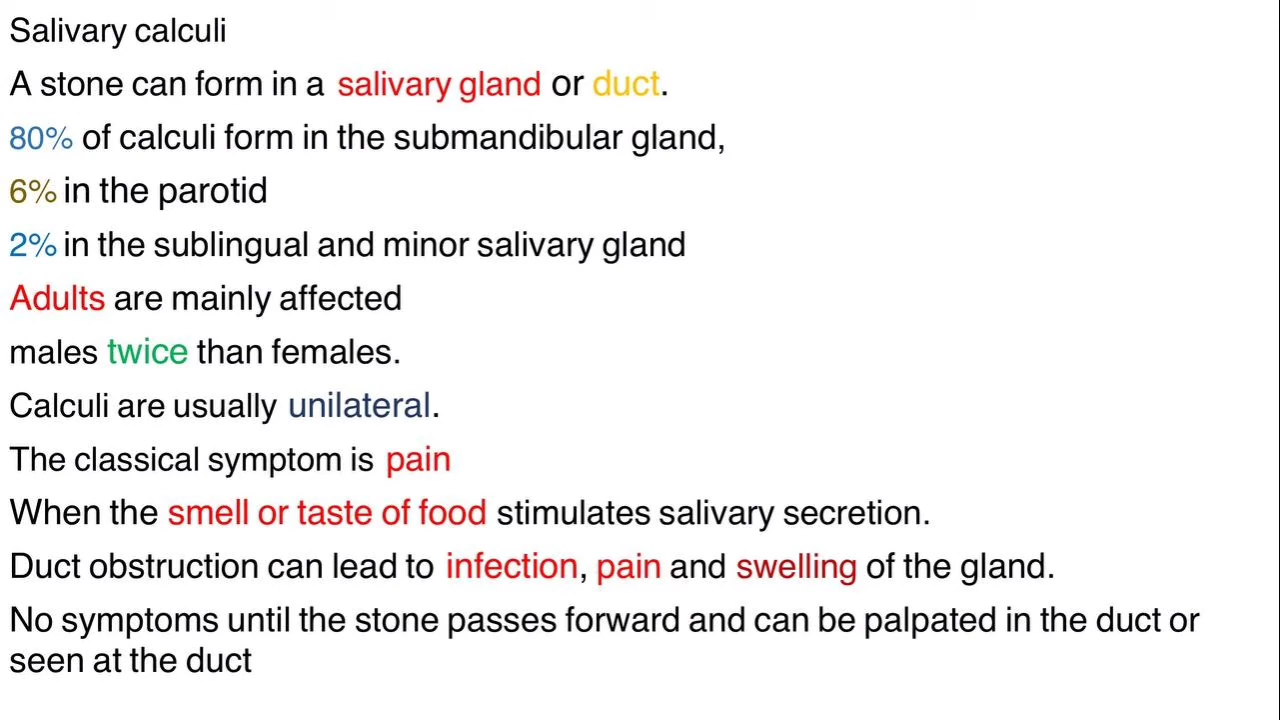 Salivary calculi
A stone can form in a salivary gland or duct.
80% of calculi form in the submandibular gland,
6% in the parotid
2% in the sublingual and minor salivary gland
Adults are mainly affected
males twice than females.
Calculi are usually unilateral.
The classical symptom is pain
When the smell or taste of food stimulates salivary secretion.
Duct obstruction can lead to infection, pain and swelling of the gland.
No symptoms until the stone passes forward and can be palpated in the duct or
seen at the duct